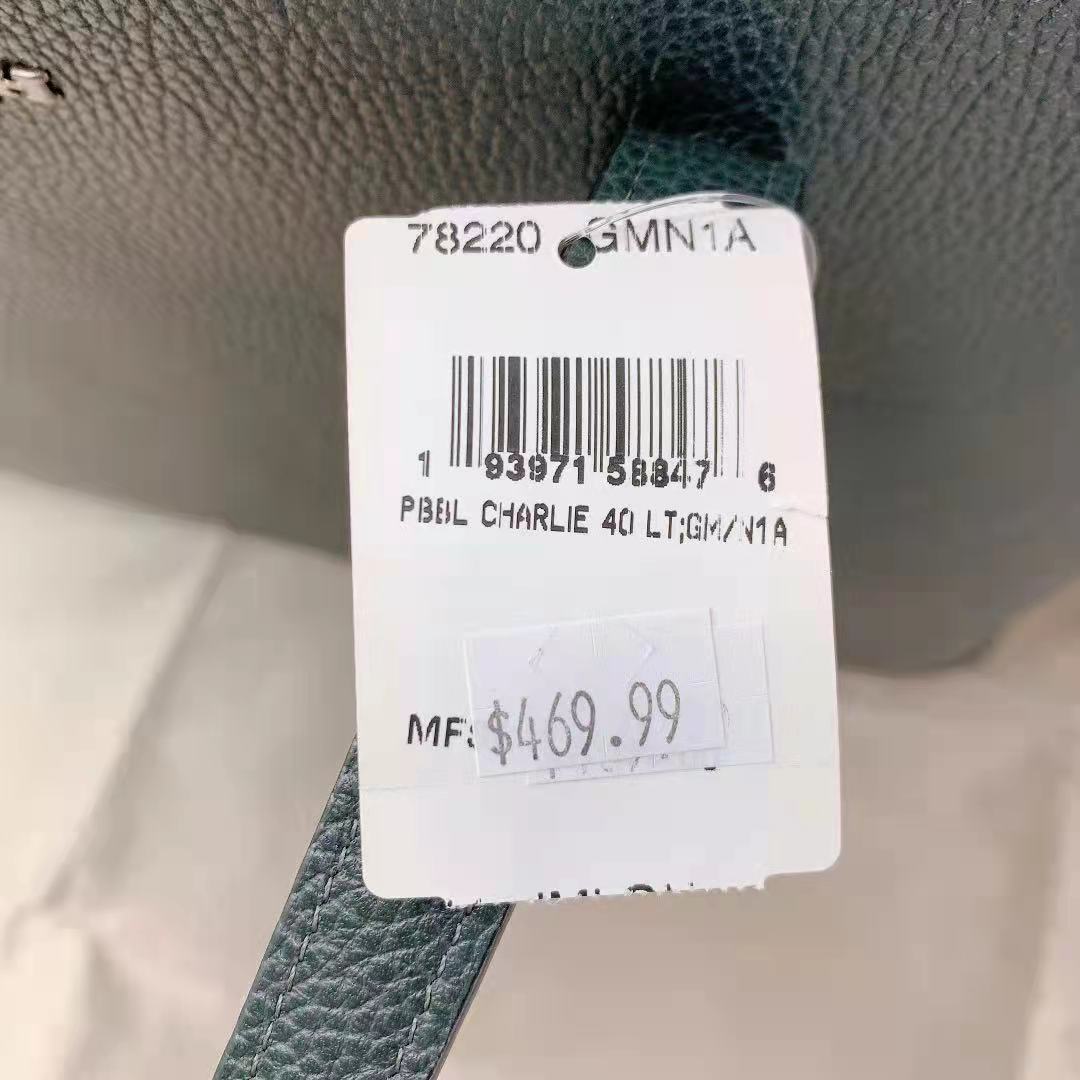 78220 GMN1A
1 93971 58847 6
PBBL CHARLIE 40 LT;GM/N1A
$469.99